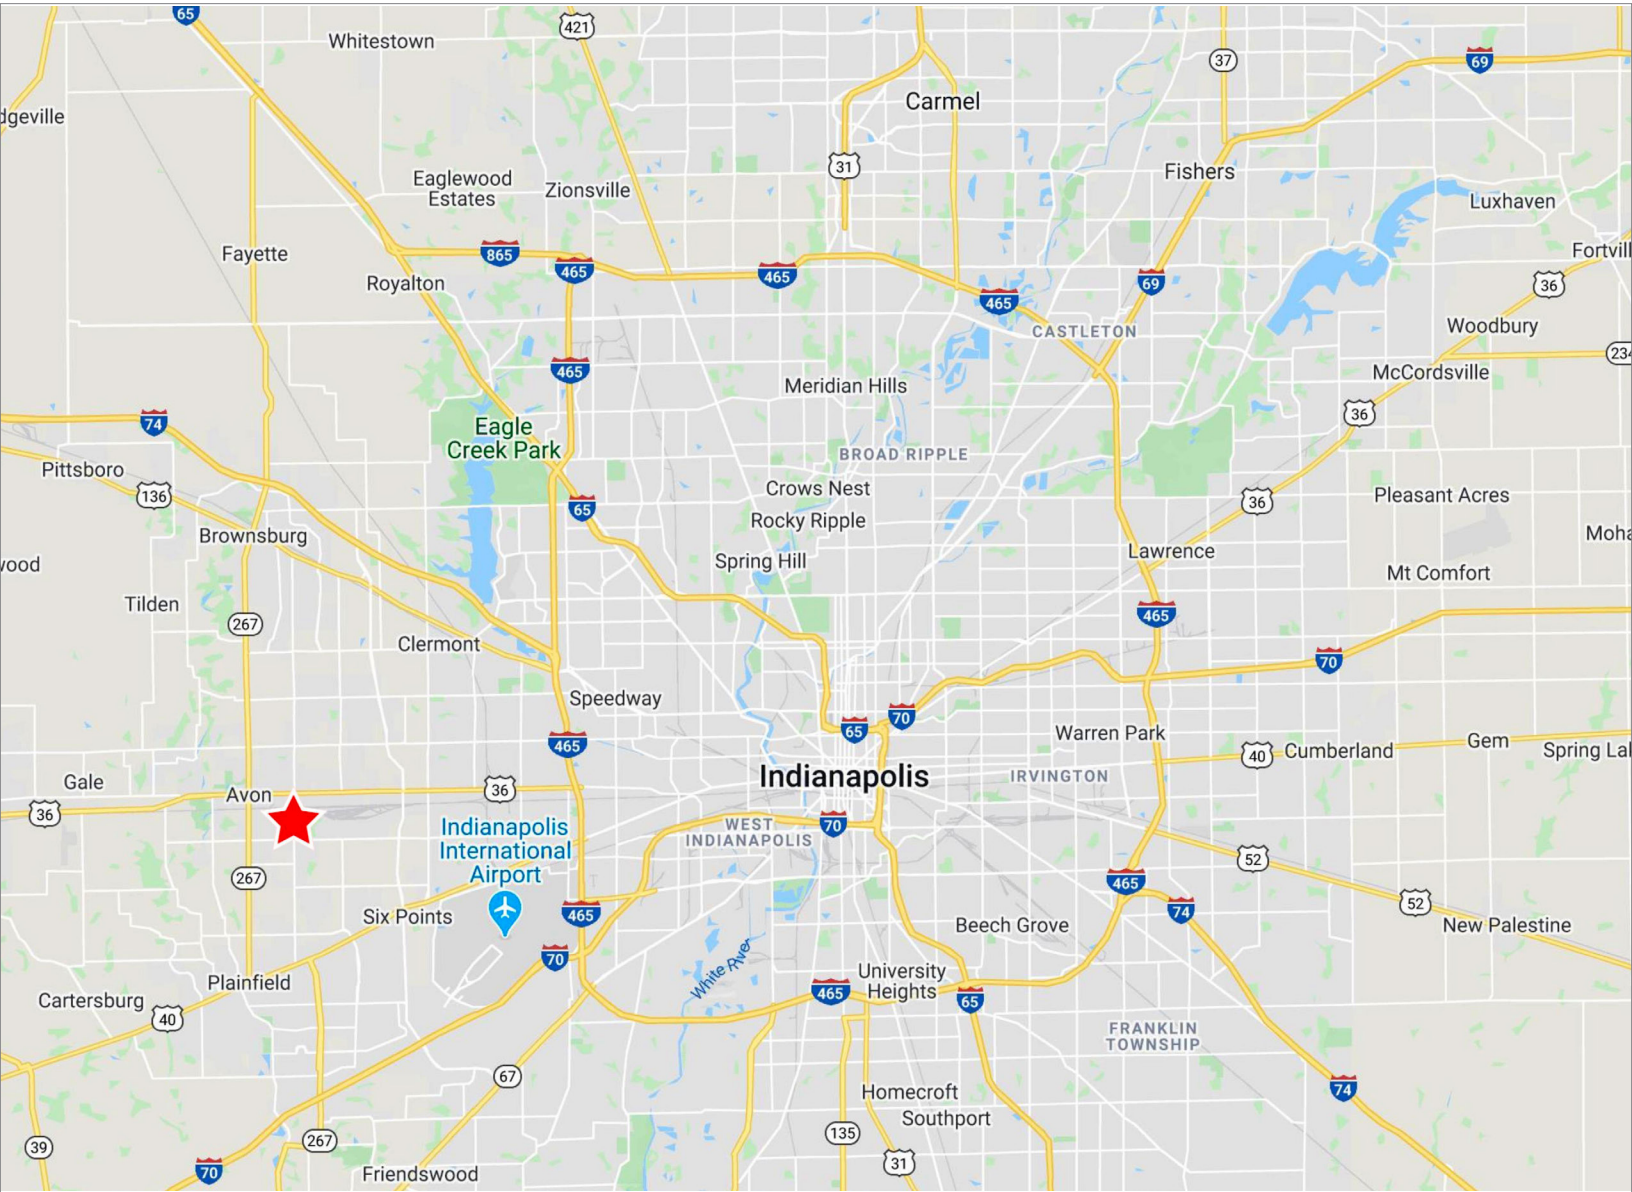 65
421
Whitestown
37
69
Carmel
dgeville
31
Fishers
Eaglewood
Estates
Zionsville
Luxhaven
Fayette
865
465
465
Fortvill
Royalton
69
36
465
CASTLETON
Woodbury
234
465
McCordsville
Meridian Hills
36
74
Eagle
Creek Park
BROAD RIPPLE
Pittsboro
136
Crows Nest
Pleasant Acres
36
65
Rocky Ripple
Brownsburg
Moha
Lawrence
Spring Hill
wood
Mt Comfort
Tilden
465
267
Clermont
70
Speedway
70
65
Warren Park
465
Gem
Cumberland
40
Spring Lak
Indianapolis
IRVINGTON
Gale
36
Avon
36
70
WEST
INDIANAPOLIS
Indianapolis
International
Airport
52
267
465
52
74
Six Points
465
Beech Grove
New Palestine
70
White River
University
Heights
Plainfield
465
65
Cartersburg
40
FRANKLIN
TOWNSHIP
67
74
Homecroft
Southport
135
267
39
31
70
Friendswood